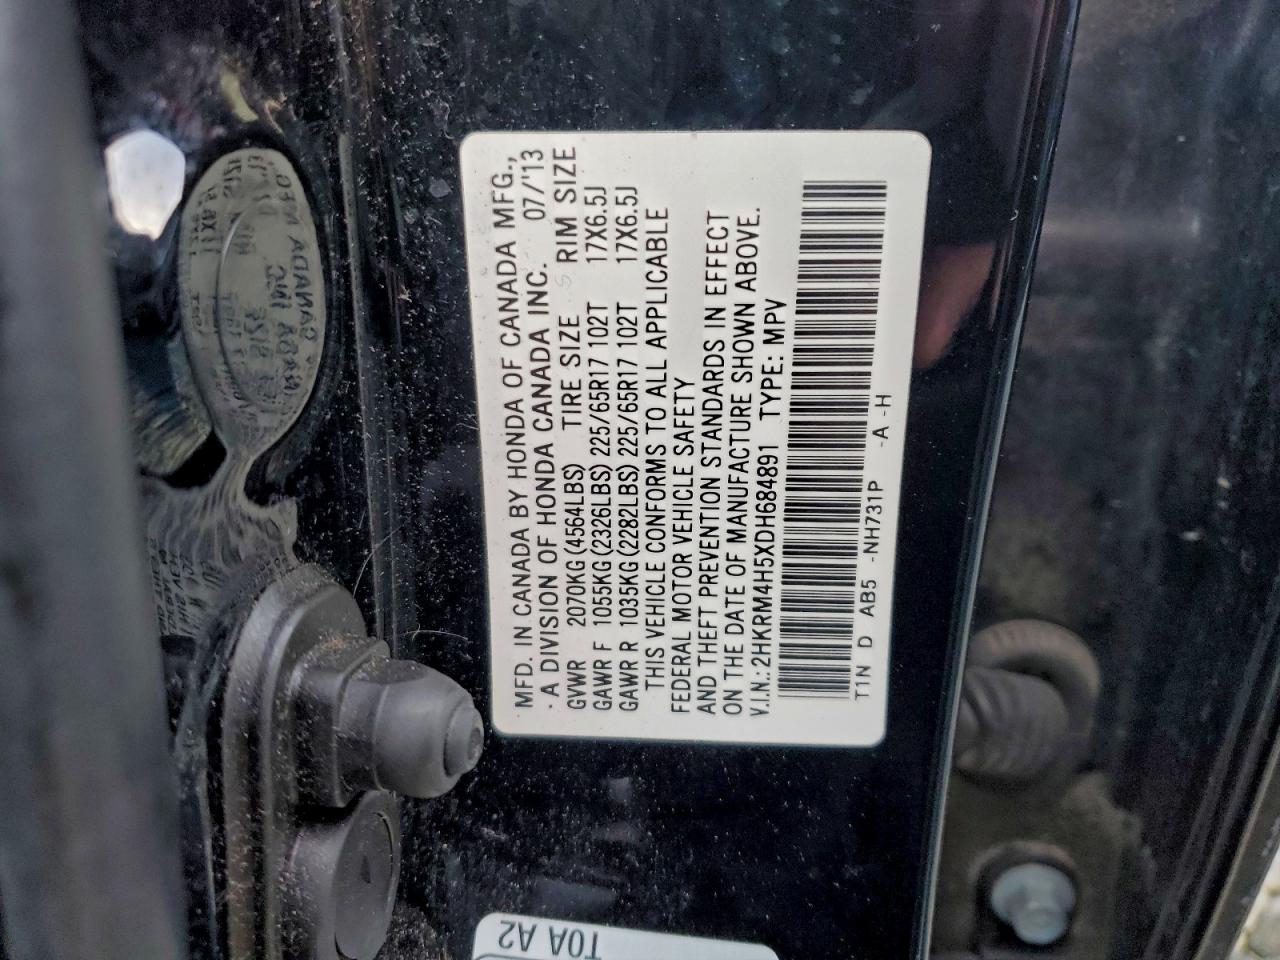 MFD. IN CANADA BY HONDA OF CANADA MFG.,
A DIVISION OF HONDA CANADA INC. 07/'13
GVWR 2070KG(4564LBS) TIRE SIZE RIM SIZE
GAWR F 1055KG(2326LBS) 225/65R17 102T 17X6.5J
GAWR R 1035KG(2282LBS) 225/65R17 102T 17X6.5J
THIS VEHICLE CONFORMS TO ALL APPLICABLE
FEDERAL MOTOR VEHICLE SAFETY
AND THEFT PREVENTION STANDARDS IN EFFECT
ON THE DATE OF MANUFACTURE SHOWN ABOVE.
V.I.N.:2HKRM4H5XDH684891 TYPE: MPV
T1N D AB5 -NH731P -A -H
T0A A2